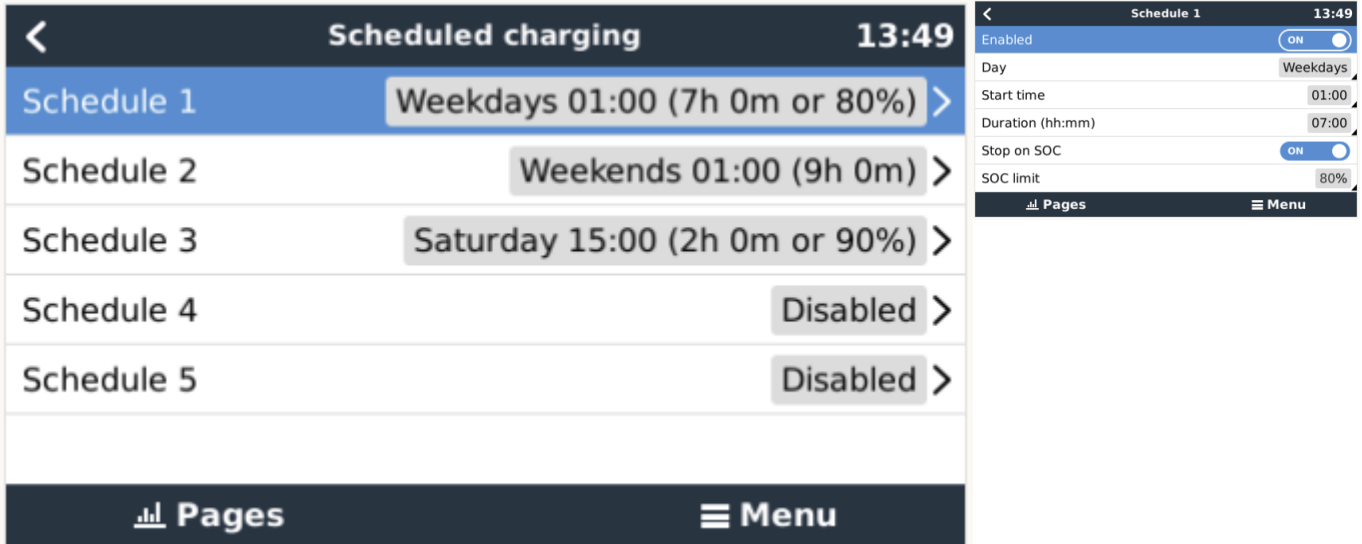 Scheduled charging 13:49
Schedule 1 Weekdays 01:00 (7h 0m or 80%)
Schedule 2 Weekends 01:00 (9h 0m)
Schedule 3 Saturday 15:00 (2h 0m or 90%)
Schedule 4 Disabled
Schedule 5 Disabled
Pages Menu
Schedule 1 13:49
Enabled ON
Day Weekdays
Start time 01:00
Duration (hh:mm) 07:00
Stop on SOC ON
SOC limit 80%
Pages Menu